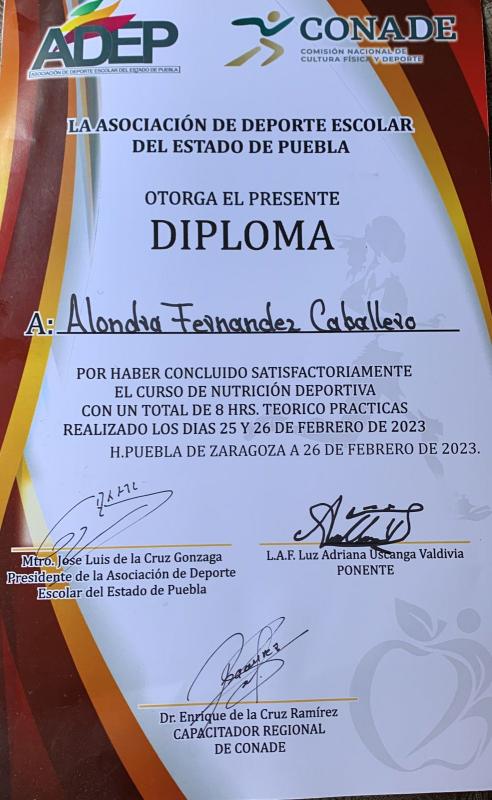 ADEP
ASOCIACIÓN DE DEPORTE ESCOLAR DEL ESTADO DE PUEBLA
CONADE
COMISIÓN NACIONAL DE
CULTURA FÍSICA Y DEPORTE
LA ASOCIACIÓN DE DEPORTE ESCOLAR
DEL ESTADO DE PUEBLA
OTORGA EL PRESENTE
DIPLOMA
A: Alondra Fernandez Caballero
POR HABER CONCLUIDO SATISFACTORIAMENTE
EL CURSO DE NUTRICIÓN DEPORTIVA
CON UN TOTAL DE 8 HRS. TEORICO PRACTICAS
REALIZADO LOS DIAS 25 Y 26 DE FEBRERO DE 2023
H.PUEBLA DE ZARAGOZA A 26 DE FEBRERO DE 2023.
Mtro. Jose Luis de la Cruz Gonzaga
Presidente de la Asociación de Deporte
Escolar del Estado de Puebla
L.A.F. Luz Adriana Uscanga Valdivia
PONENTE
Dr. Enrique de la Cruz Ramírez
CAPACITADOR REGIONAL
DE CONADE